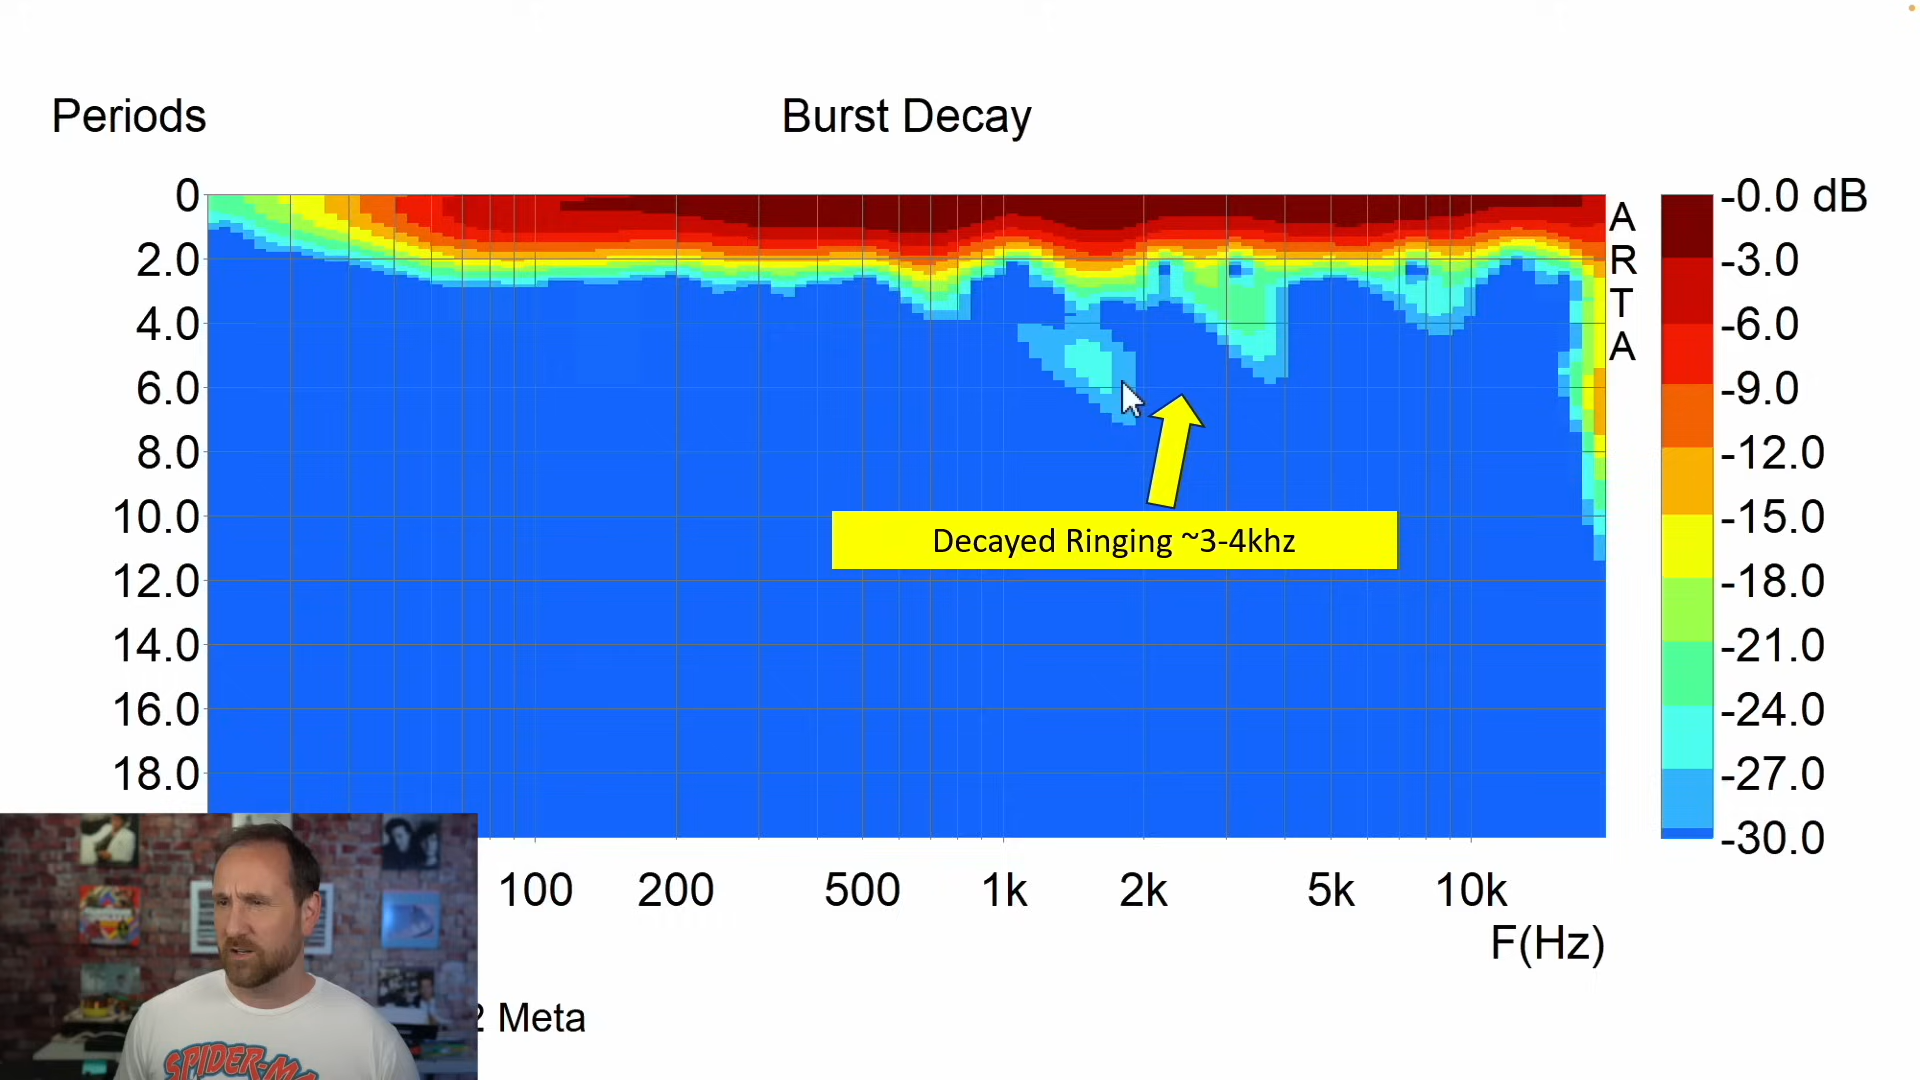 Periods
Burst Decay
0
2.0
4.0
6.0
8.0
10.0
12.0
14.0
16.0
18.0
A
R
T
A
-0.0 dB
-3.0
-6.0
-9.0
-12.0
-15.0
-18.0
-21.0
-24.0
-27.0
-30.0
Decayed Ringing ~3-4khz
100 200 500 1k 2k 5k 10k
F(Hz)
2 Meta